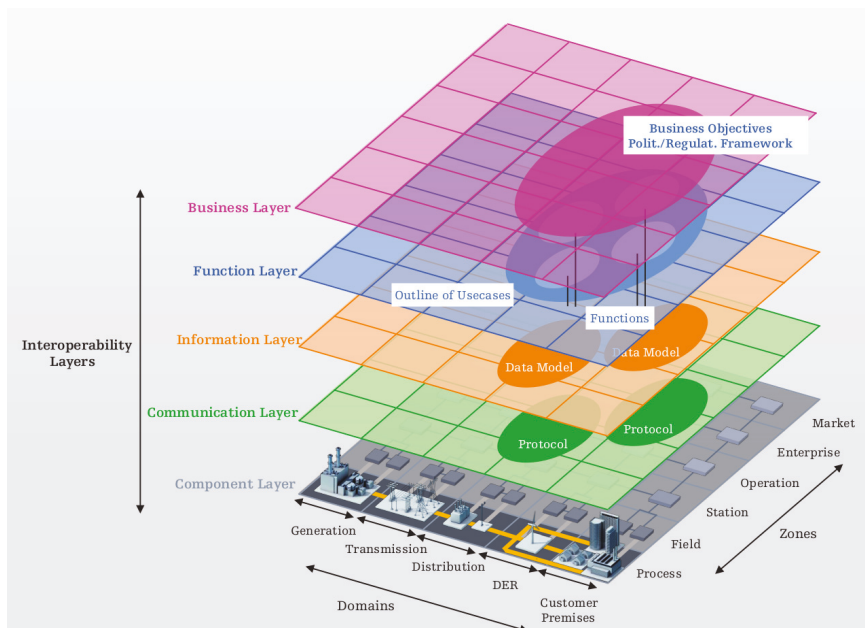 Business Objectives
Polit./Regulat. Framework
Business Layer
Function Layer
Outline of Usecases
Functions
Information Layer
Interoperability
Layers
Data Model
Data Model
Communication Layer
Protocol
Protocol
Component Layer
Market
Enterprise
Operation
Station
Field
Process
Zones
Generation
Transmission
Distribution
DER
Customer
Premises
Domains